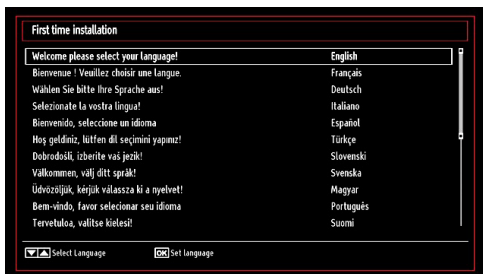 First time installation
Welcome please select your language! English
Bienvenue ! Veuillez choisir une langue. Français
Wählen Sie bitte Ihre Sprache aus! Deutsch
Selezionate la vostra lingua! Italiano
Bienvenido, seleccione un idioma Español
Hoş geldiniz, lütfen dil seçimini yapınız! Türkçe
Dobrodošli, izberite vaš jezik! Slovenski
Välkommen, välj ditt språk! Svenska
Üdvözöljük, kérjük válassza ki a nyelvet! Magyar
Bem-vindo, favor selecionar seu idioma Português
Tervetuloa, valitse kielesi! Suomi
Select Language OK Set language